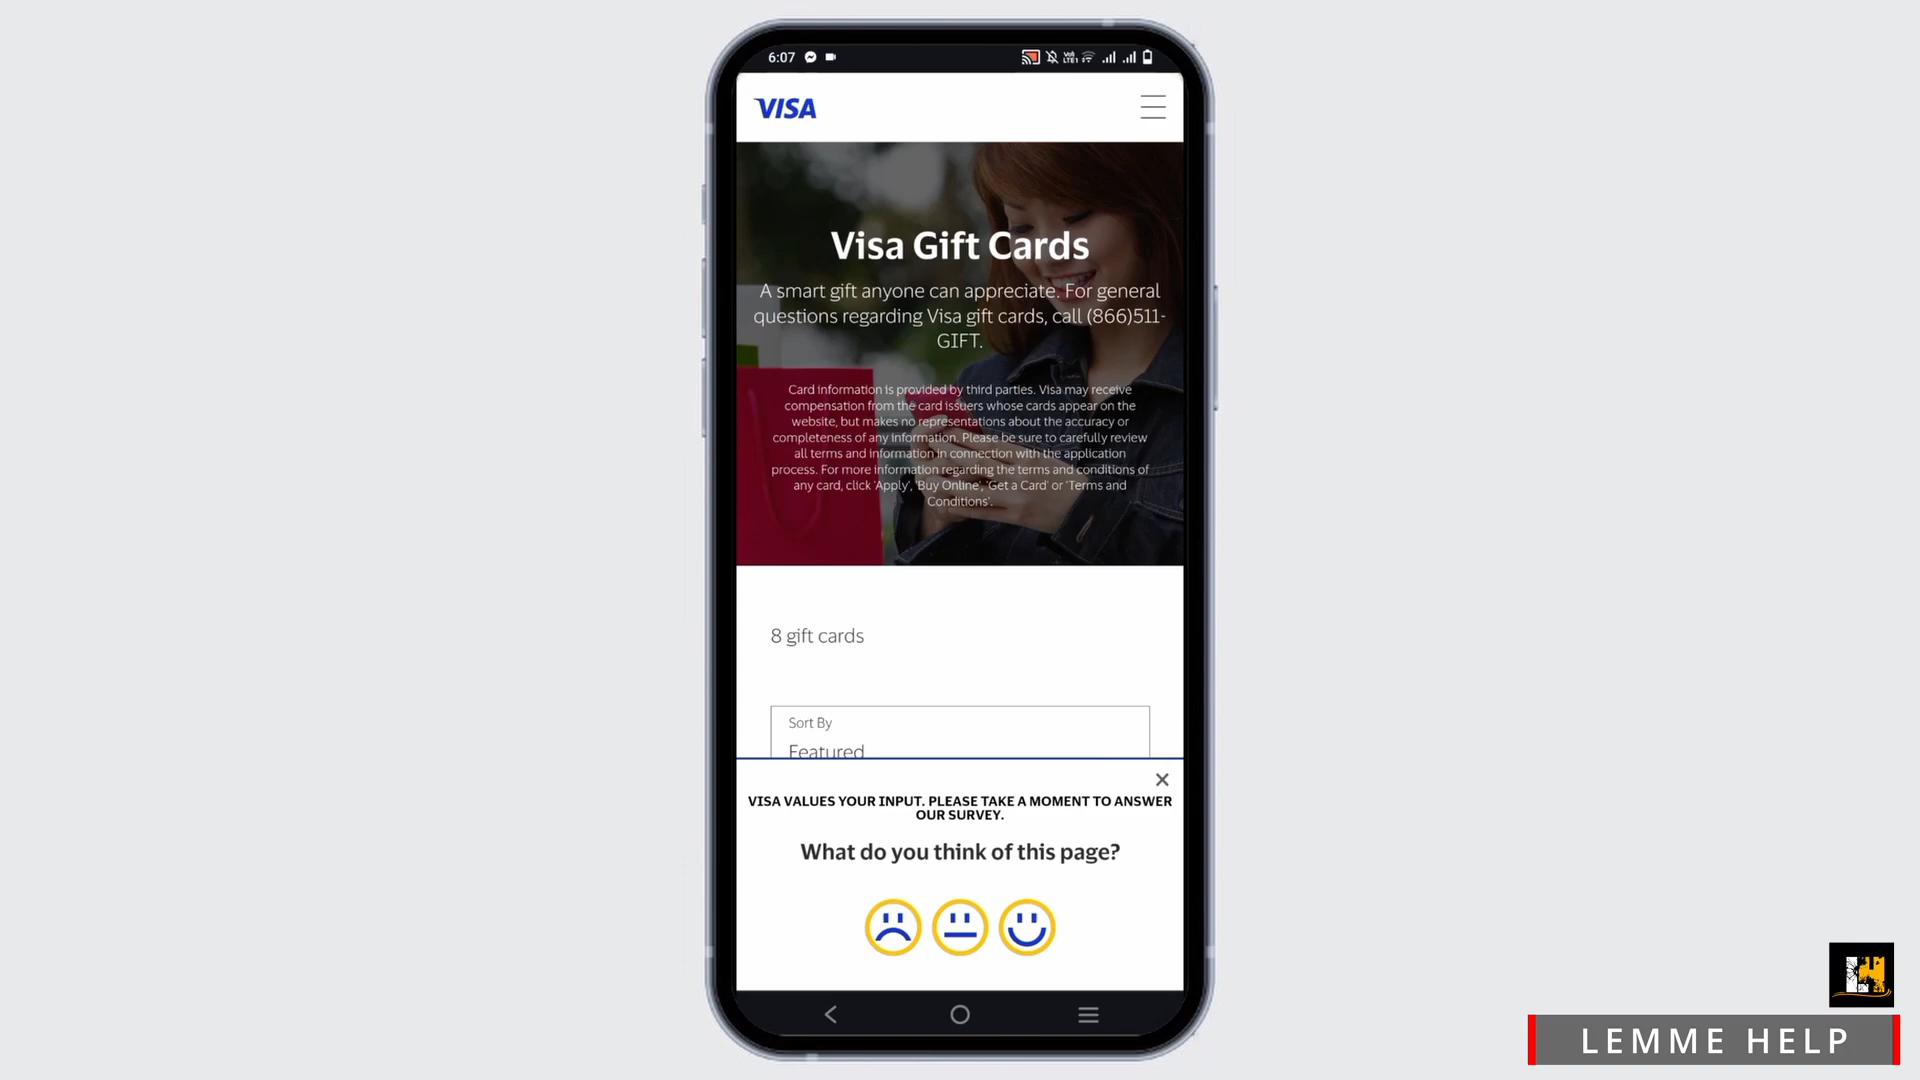 6:07
VISA
Visa Gift Cards
A smart gift anyone can appreciate. For general
questions regarding Visa gift cards, call (866)511-
GIFT.
Card information is provided by third parties. Visa may receive
compensation from the card issuers whose cards appear on the
website, but makes no representations about the accuracy or
completeness of any information. Please be sure to carefully review
all terms and information in connection with the application
process. For more information regarding the terms and conditions of
any card, click 'Apply', 'Buy Online', 'Get a Card' or 'Terms and
Conditions'.
8 gift cards
Sort By
Featured
VISA VALUES YOUR INPUT. PLEASE TAKE A MOMENT TO ANSWER
OUR SURVEY.
What do you think of this page?
LEMME HELP